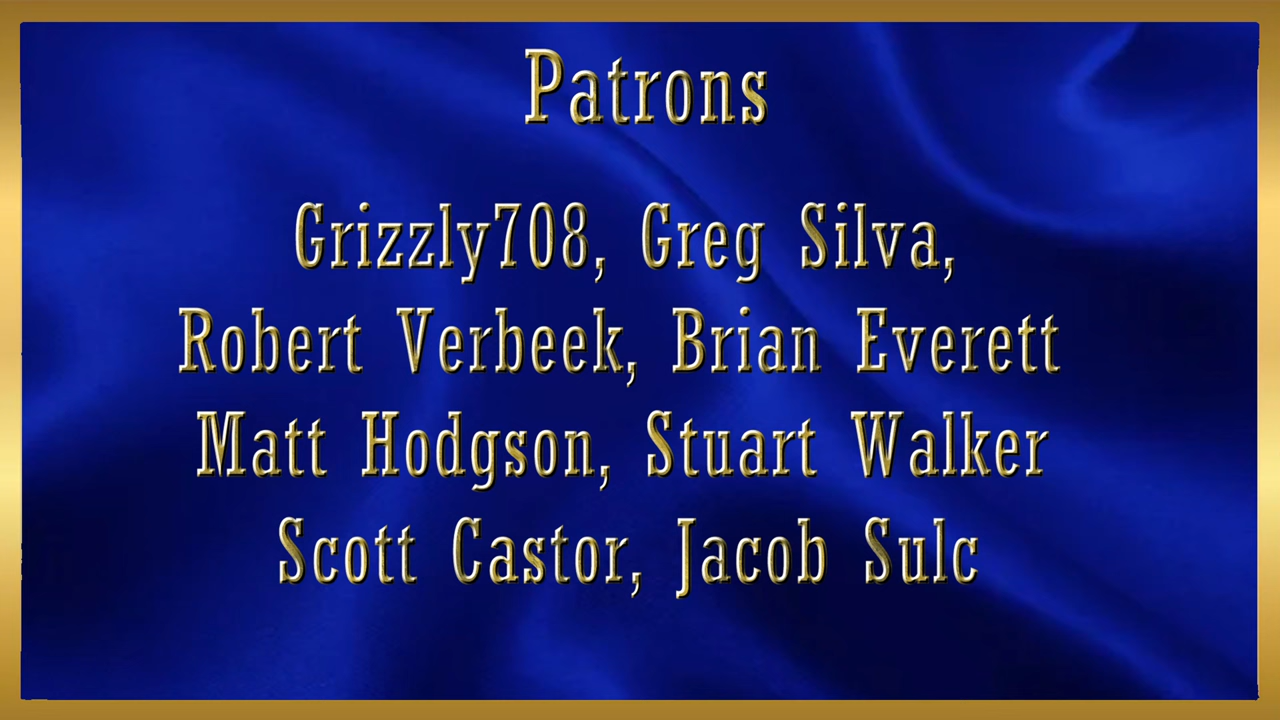 Patrons
Grizzly708, Greg Silva,
Robert Verbeek, Brian Everett
Matt Hodgson, Stuart Walker
Scott Castor, Jacob Sulc